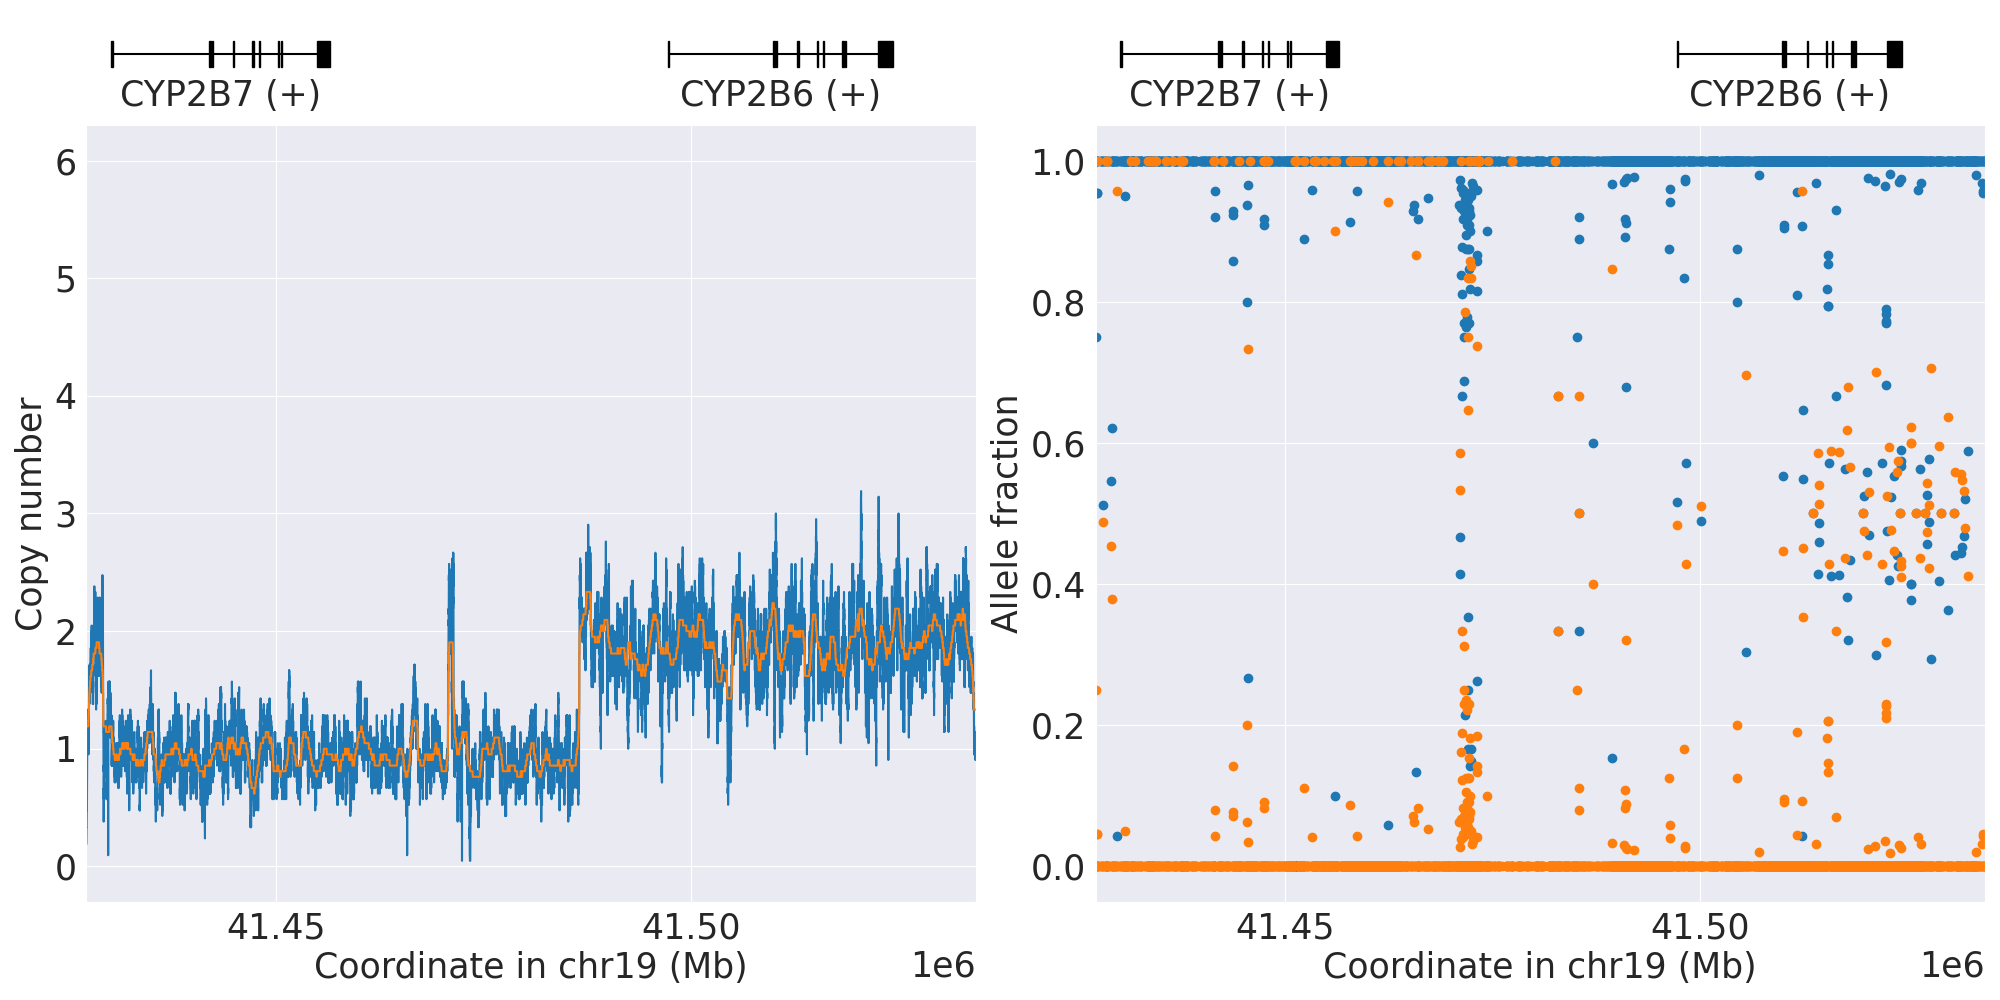 CYP2B7 (+)
CYP2B6 (+)
CYP2B7 (+)
CYP2B6 (+)
6
5
4
3
2
1
0
Copy number
41.45
41.50
Coordinate in chr19 (Mb)
1e6
1.0
0.8
0.6
0.4
0.2
0.0
Allele fraction
41.45
41.50
Coordinate in chr19 (Mb)
1e6